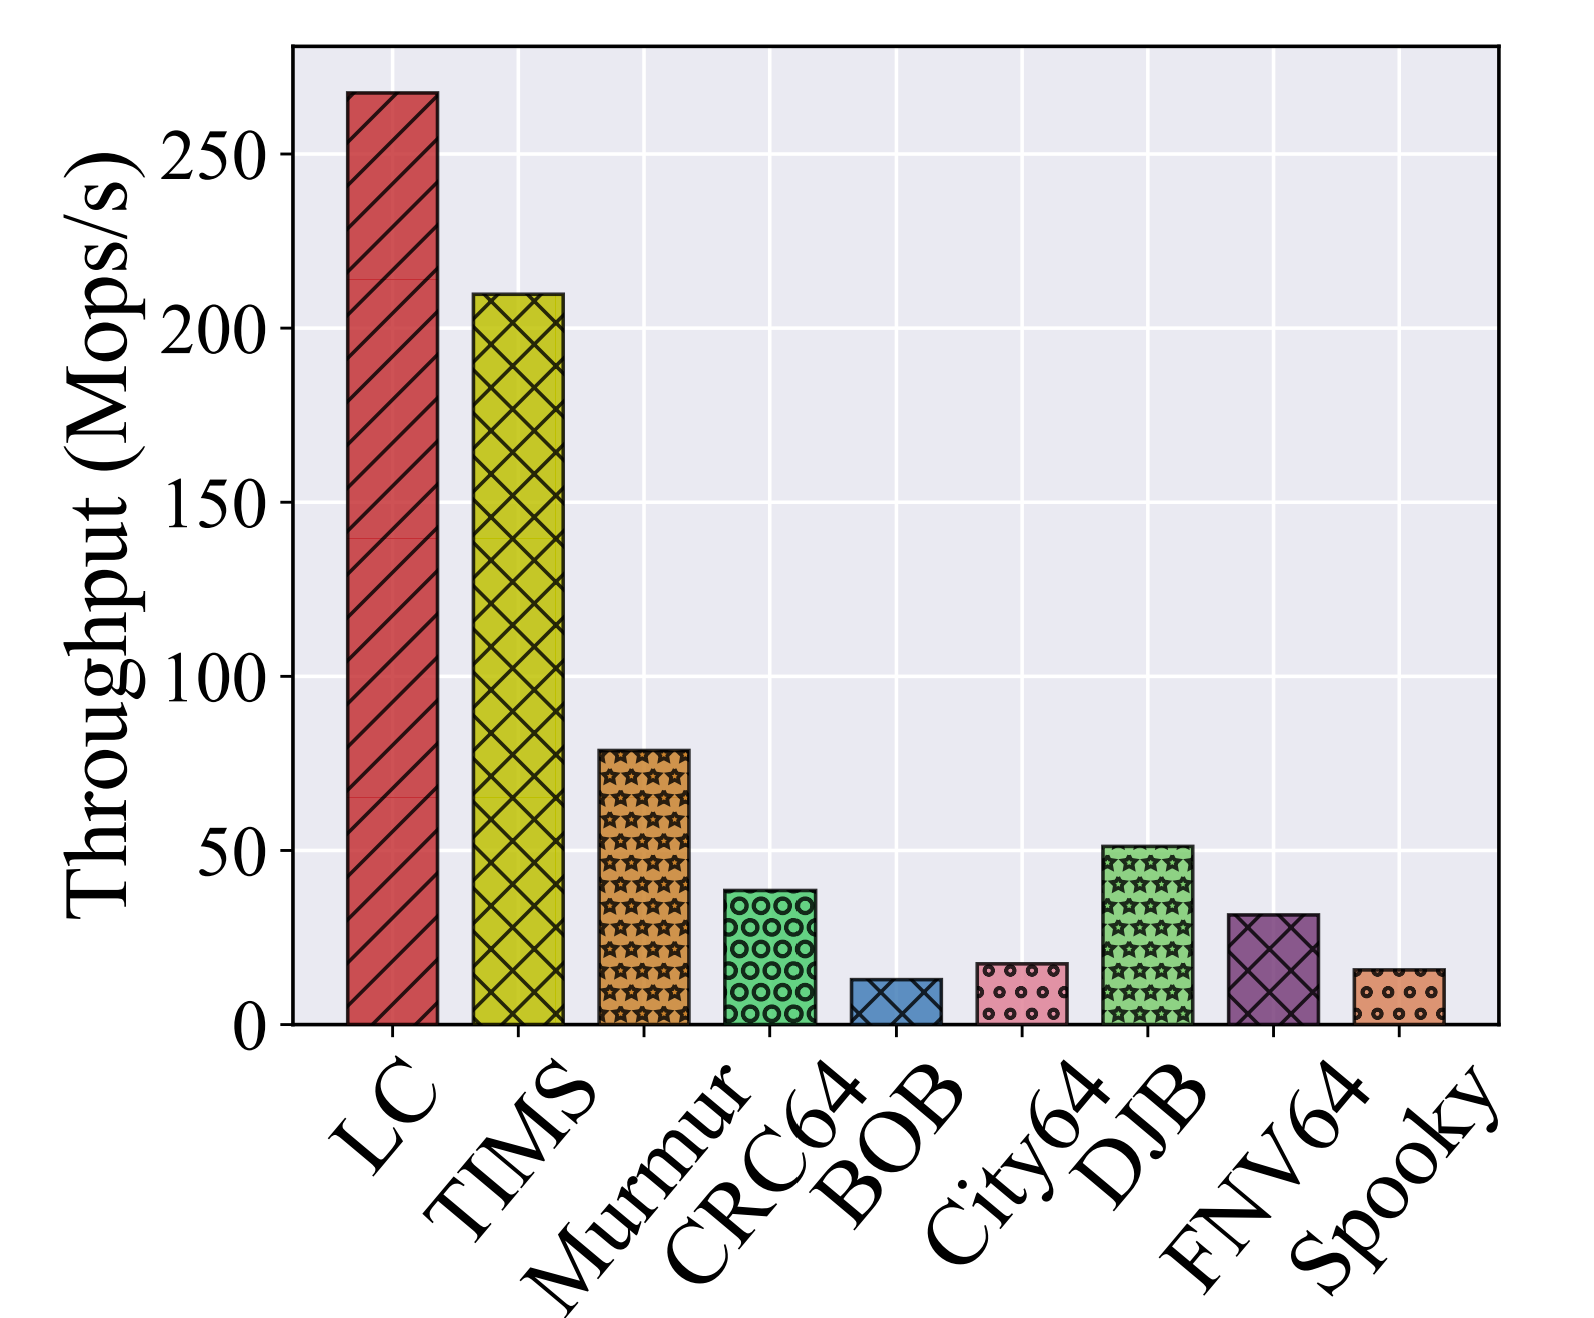 Throughput (Mops/s)
250
200
150
100
50
0
LC
TIMS
Murmur
CRC64
BOB
City64
DJB
FNV64
Spooky